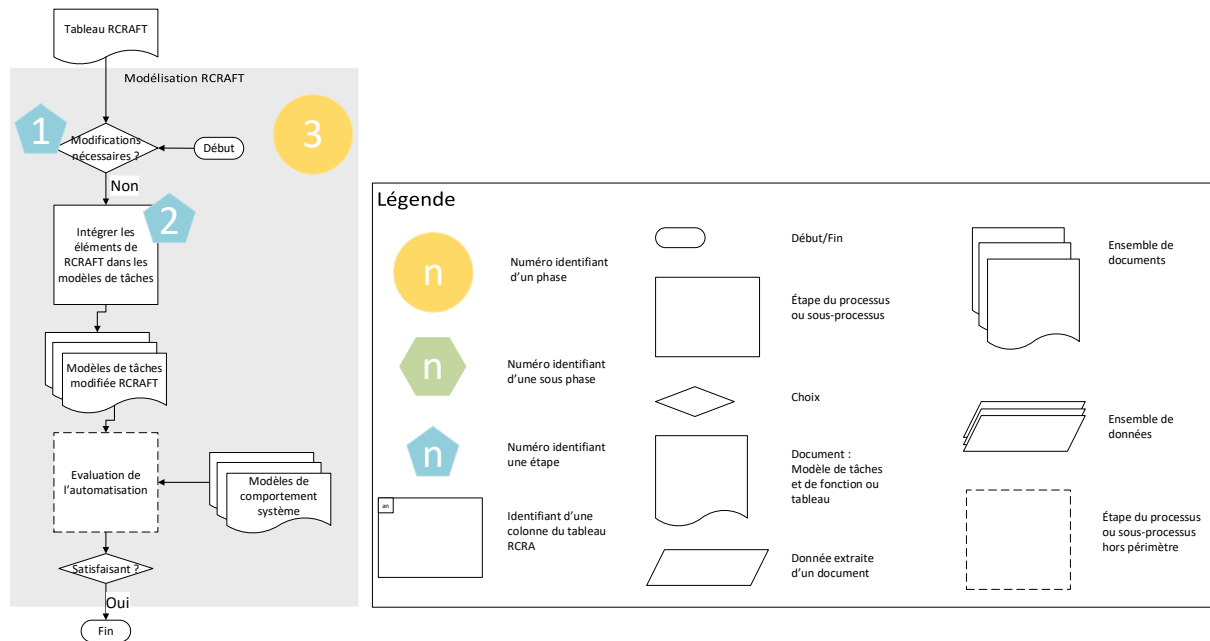 Tableau RCRAFT
Modélisation RCRAFT
1
Modifications
nécessaires ?
Début
3
Non
2
Intégrer les
éléments de
RCRAFT dans les
modèles de tâches
Modèles de tâches
modifiée RCRAFT
Evaluation de
l'automatisation
Modèles de
comportement
système
Satisfaisant ?
Oui
Fin
Légende
n
Numéro identifiant
d'un phase
n
Numéro identifiant
d'une sous phase
n
Numéro identifiant
une étape
an
Identifiant d'une
colonne du tableau
RCRA
Début/Fin
Étape du processus
ou sous-processus
Choix
Document :
Modèle de tâches
et de fonction ou
tableau
Donnée extraite
d'un document
Ensemble de
documents
Ensemble de
données
Étape du processus
ou sous-processus
hors périmètre